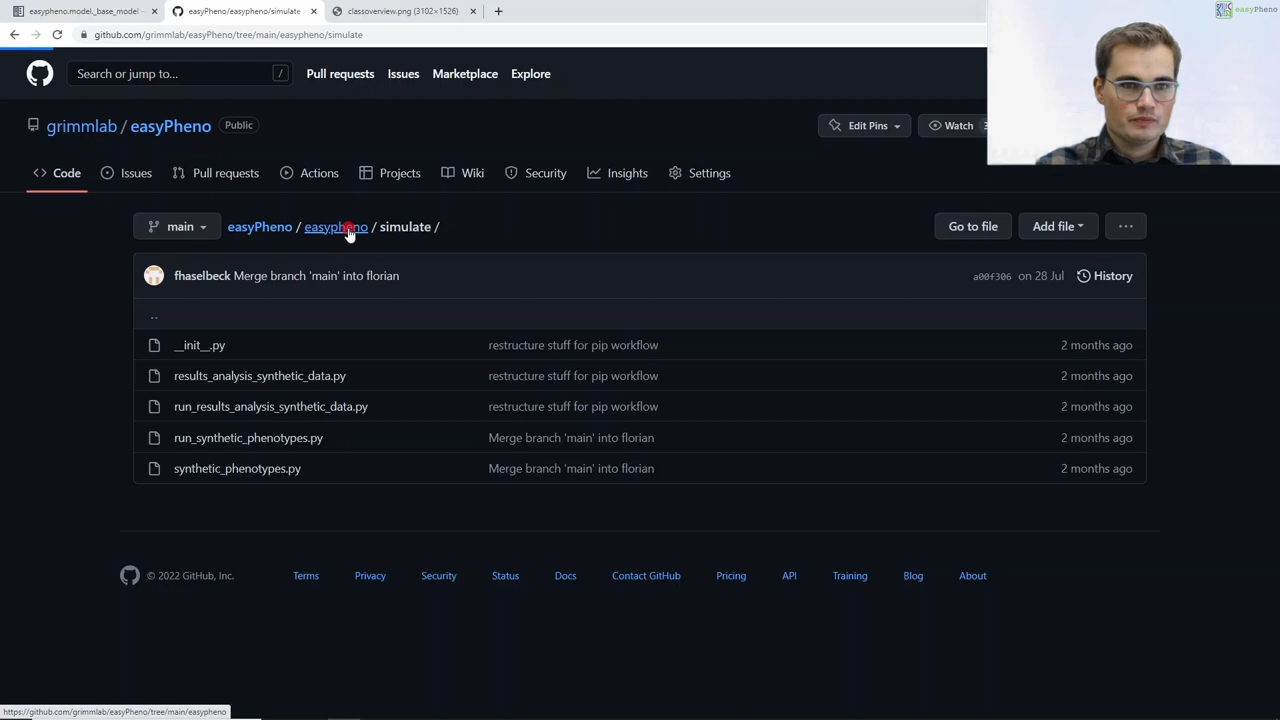 easypheno.model._base_model -
easyPheno/easypheno/simulate
classoverview.png (3102×1526)
easyPheno
github.com/grimmlab/easyPheno/tree/main/easypheno/simulate
Search or jump to...
/
Pull requests
Issues
Marketplace
Explore
grimmlab / easyPheno
Public
Edit Pins
Watch
Code
Issues
Pull requests
Actions
Projects
Wiki
Security
Insights
Settings
main
easyPheno / easypheno / simulate /
Go to file
Add file
...
fhaselbeck Merge branch 'main' into florian
a00f306 on 28 Jul
History
..
__init__.py
restructure stuff for pip workflow
2 months ago
results_analysis_synthetic_data.py
restructure stuff for pip workflow
2 months ago
run_results_analysis_synthetic_data.py
restructure stuff for pip workflow
2 months ago
run_synthetic_phenotypes.py
Merge branch 'main' into florian
2 months ago
synthetic_phenotypes.py
Merge branch 'main' into florian
2 months ago
© 2022 GitHub, Inc.
Terms
Privacy
Security
Status
Docs
Contact GitHub
Pricing
API
Training
Blog
About
https://github.com/grimmlab/easyPheno/tree/main/easypheno